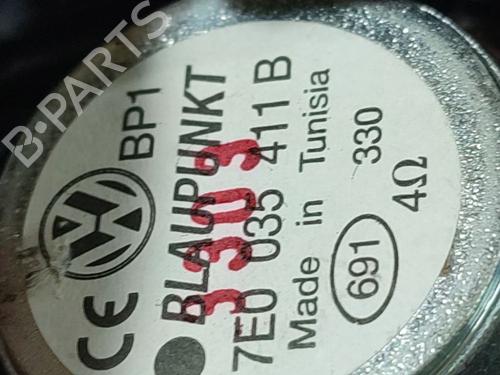 BP1
CE
BLAUPUNKT
3303
7E0 035 411 B
Made in Tunisia
691
330
4Ω
B-PARTS